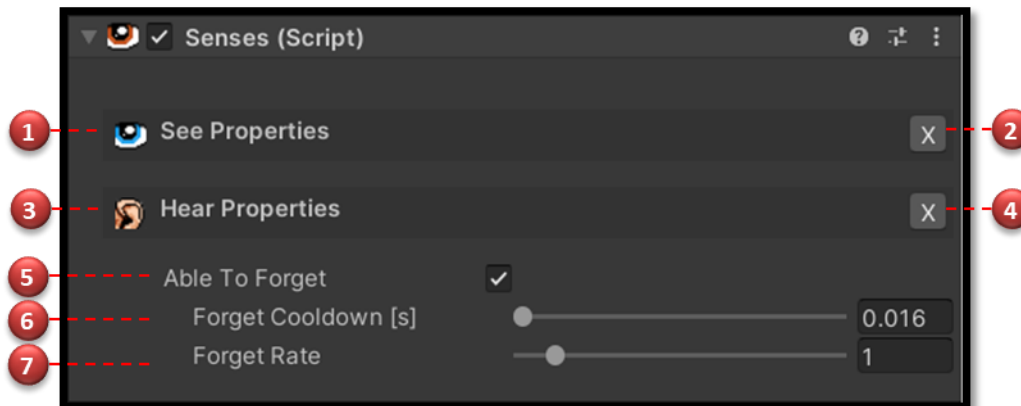 Senses (Script)
1 See Properties X 2
3 Hear Properties X 4
5 Able To Forget
6 Forget Cooldown [s] 0.016
7 Forget Rate 1